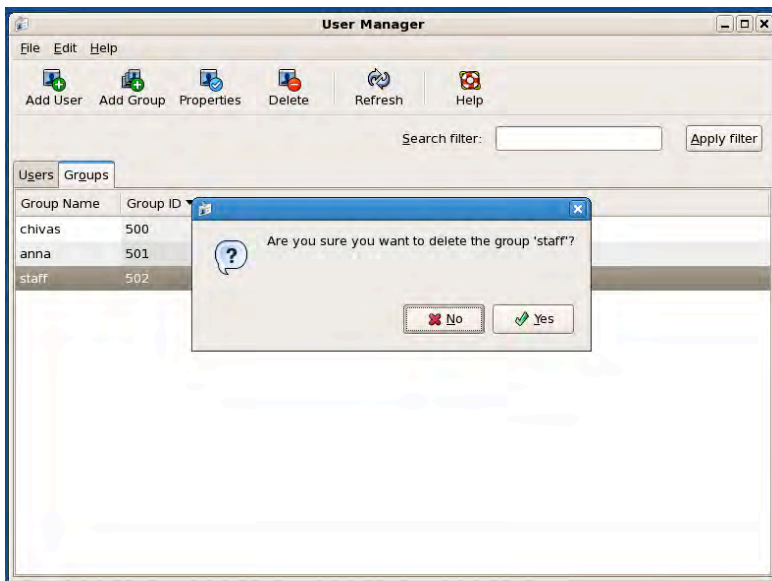 User Manager
File Edit Help
Add User Add Group Properties Delete Refresh Help
Search filter:
Apply filter
Users Groups
Group Name Group ID
chivas 500
anna 501
staff 502
Are you sure you want to delete the group 'staff'?
No Yes